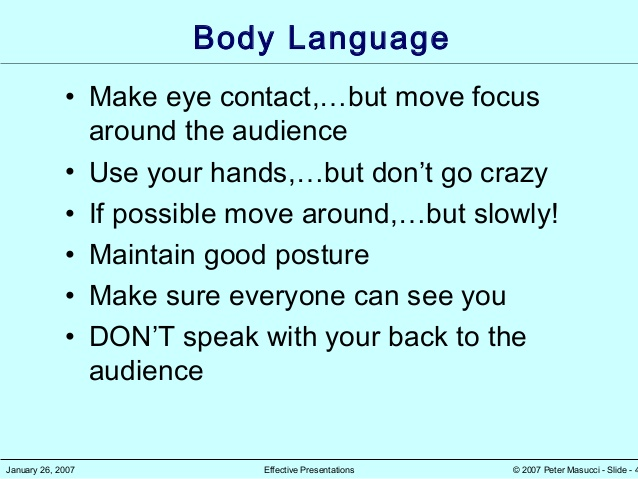 Body Language
• Make eye contact,…but move focus
around the audience
• Use your hands,…but don’t go crazy
• If possible move around,…but slowly!
• Maintain good posture
• Make sure everyone can see you
• DON’T speak with your back to the
audience
January 26, 2007 Effective Presentations © 2007 Peter Masucci - Slide -